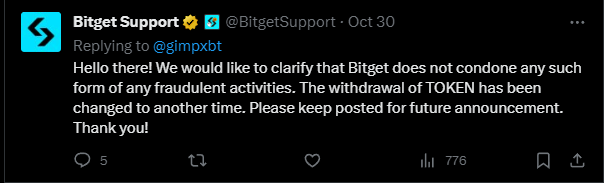 Bitget Support @BitgetSupport · Oct 30
Replying to @gimpxbt
Hello there! We would like to clarify that Bitget does not condone any such
form of any fraudulent activities. The withdrawal of TOKEN has been
changed to another time. Please keep posted for future announcement.
Thank you!
5 776